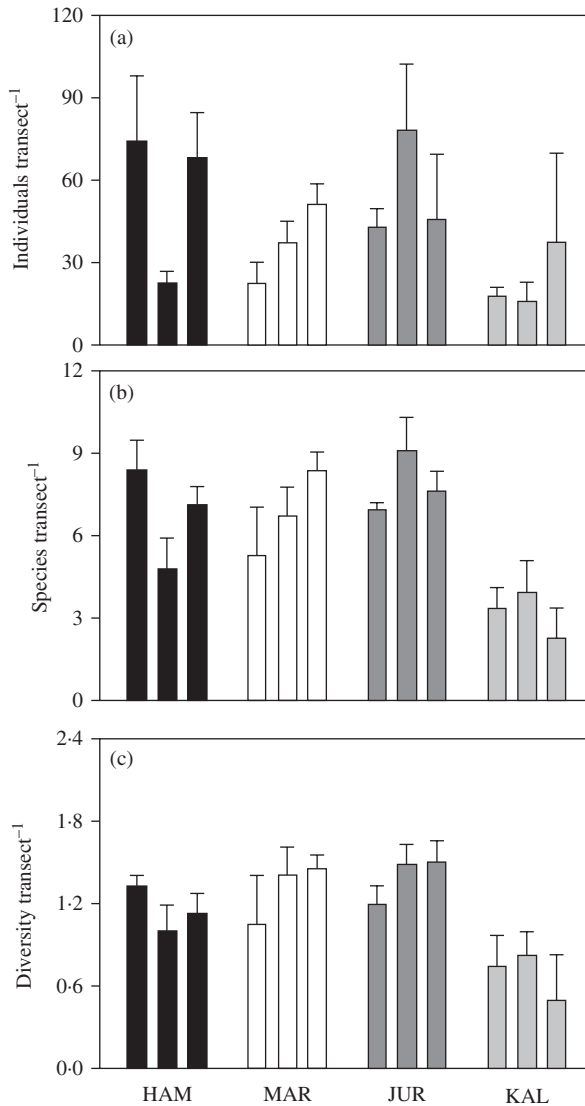 120
(a)
90
60
30
0
Individuals transect⁻¹
12
(b)
9
6
3
0
Species transect⁻¹
2·4
(c)
1·8
1·2
0·6
0·0
Diversity transect⁻¹
HAM MAR JUR KAL